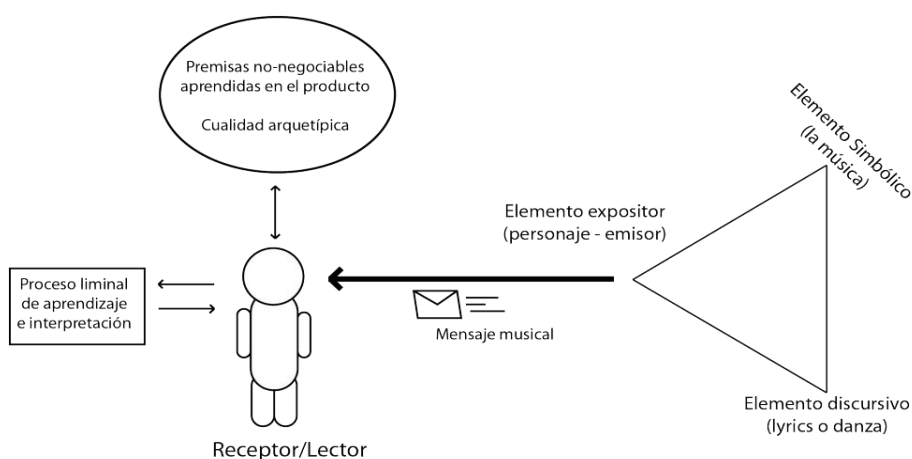 Premisas no-negociables
aprendidas en el producto
Cualidad arquetípica
Elemento Simbólico
(la música)
Elemento expositor
(personaje - emisor)
Proceso liminal
de aprendizaje
e interpretación
Mensaje musical
Elemento discursivo
(lyrics o danza)
Receptor/Lector